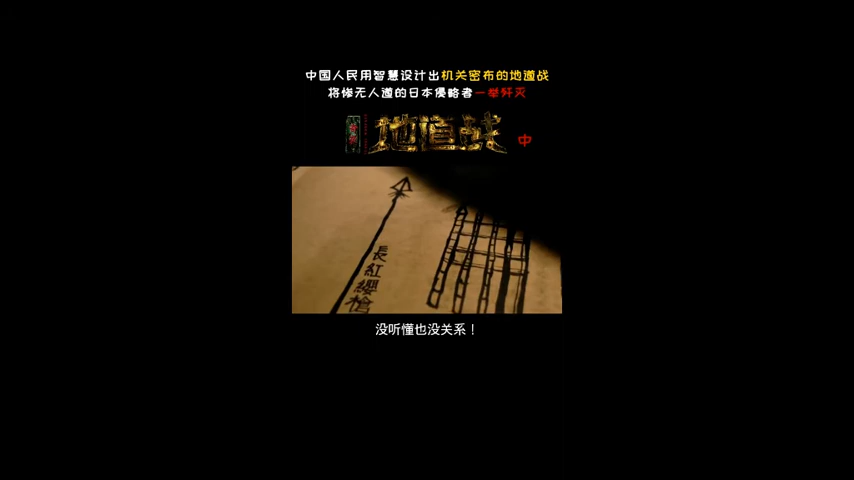 中国人民用智慧设计出机关密布的地道战
将惨无人道的日本侵略者一举歼灭
地道战
中
長紅纓槍
没听懂也没关系！